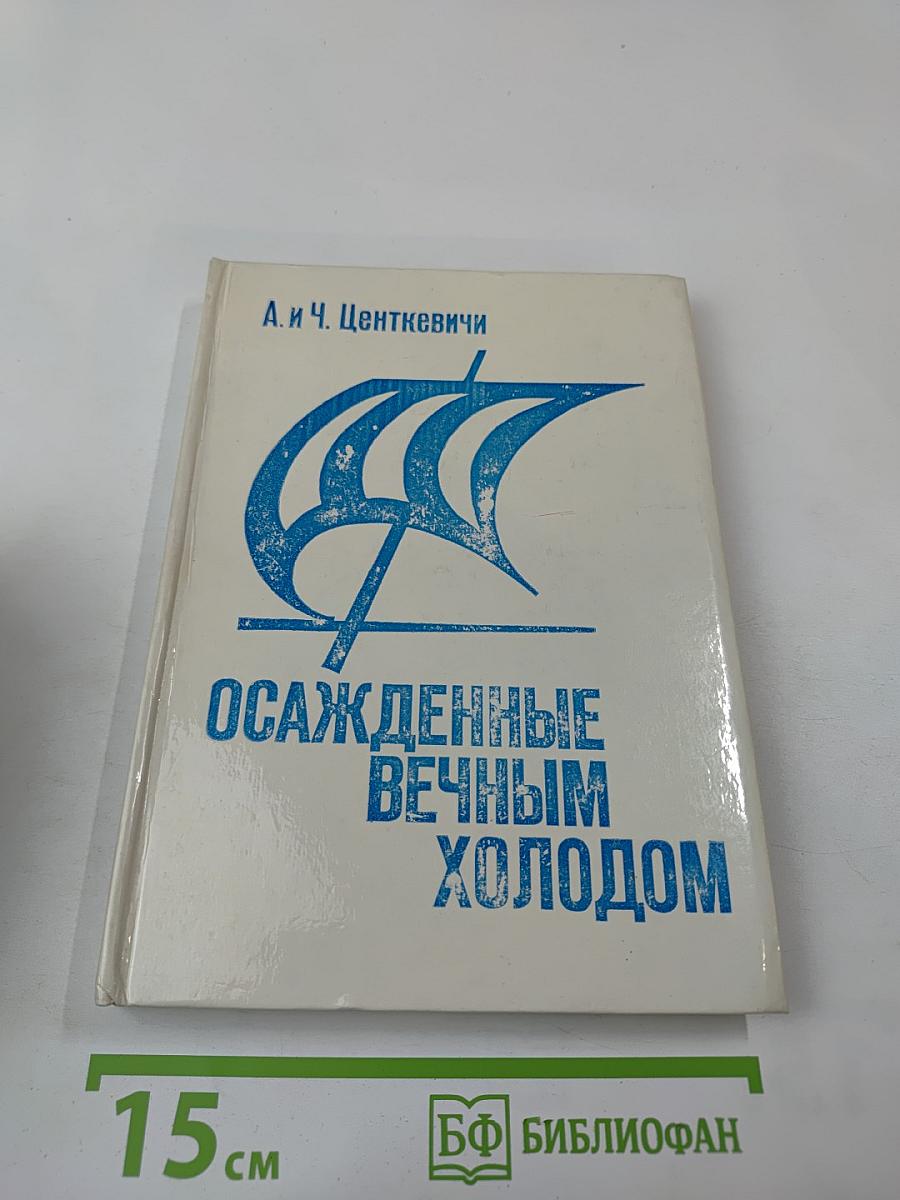 А. и Ч. Центкевичи
ОСАЖДЕННЫЕ
ВЕЧНЫМ
ХОЛОДОМ
15 см
БФ БИБЛИОФАН